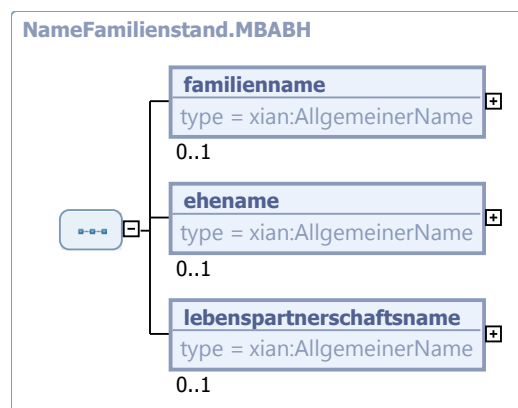 NameFamilienstand.MBABH
familienname
type = xian:AllgemeinerName
0..1
ehename
type = xian:AllgemeinerName
0..1
lebenspartnerschaftsname
type = xian:AllgemeinerName
0..1